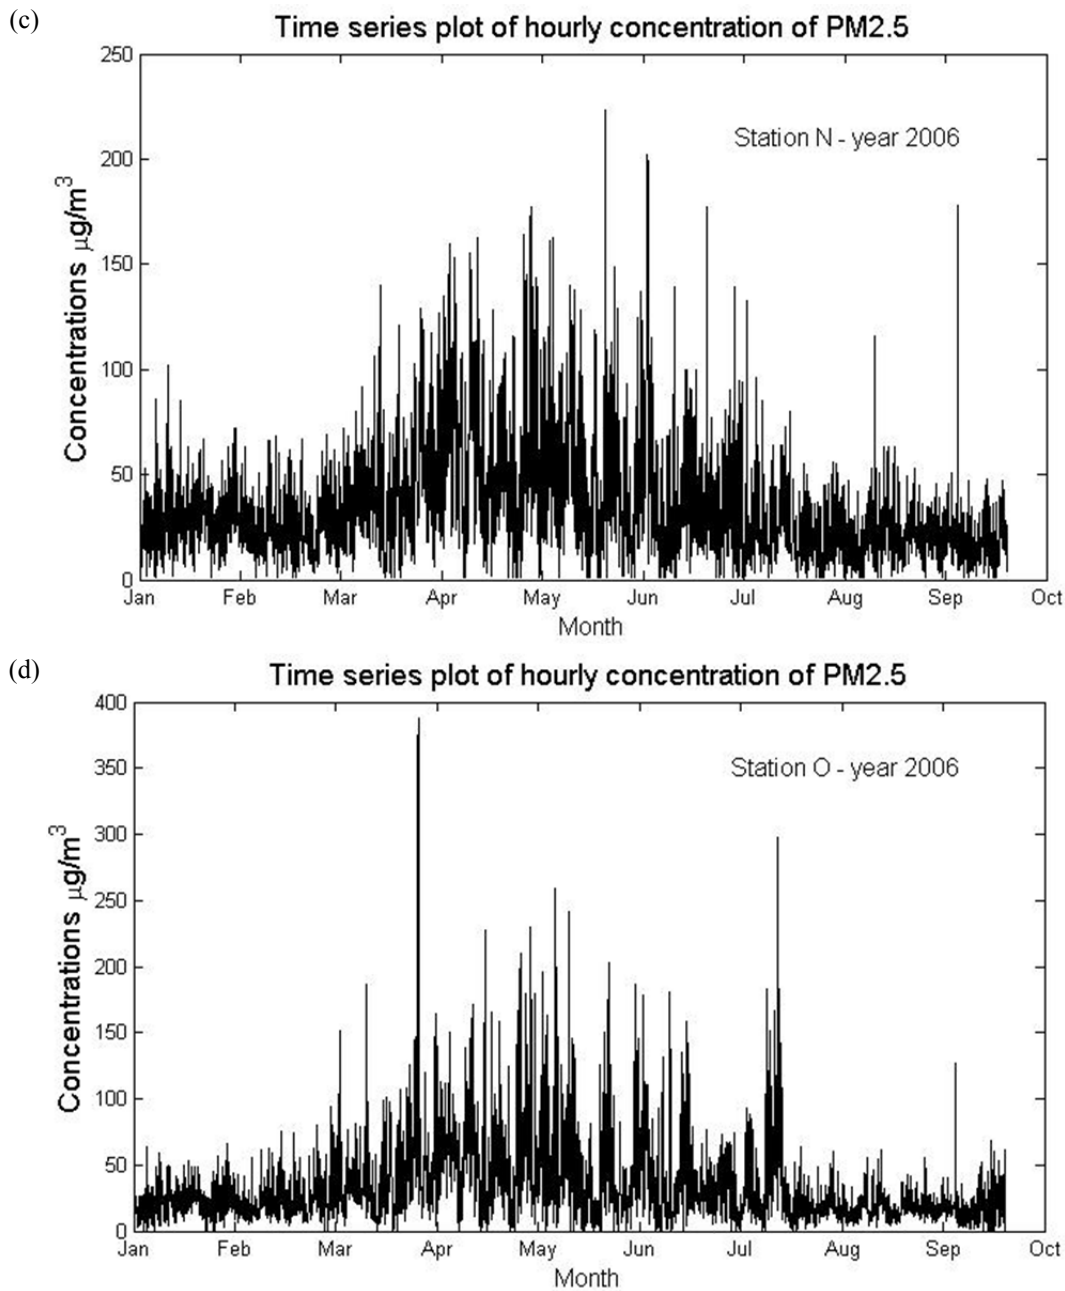 (c)
Time series plot of hourly concentration of PM2.5
250
Station N - year 2006
200
150
100
50
0
Concentrations μg/m³
Jan Feb Mar Apr May Jun Jul Aug Sep Oct
Month
(d)
Time series plot of hourly concentration of PM2.5
400
Station O - year 2006
350
300
250
200
150
100
50
0
Concentrations μg/m³
Jan Feb Mar Apr May Jun Jul Aug Sep Oct
Month